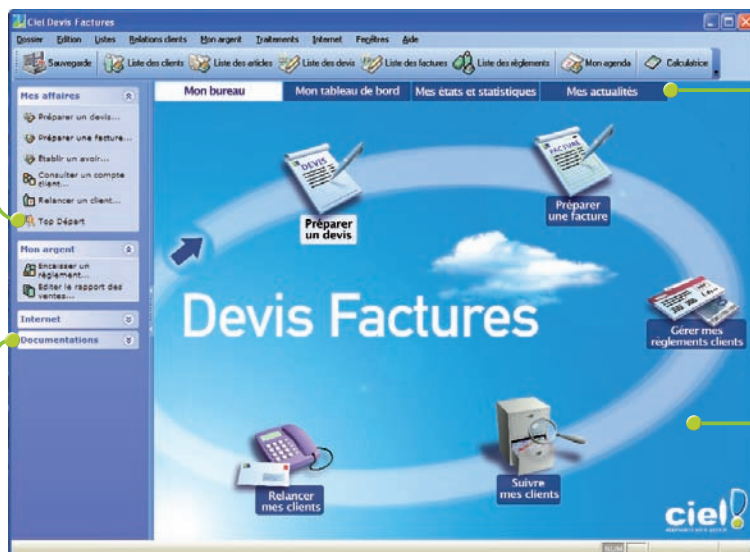 Ciel Devis Factures
Dossier Edition Listes Relations clients Mon argent Traitements Internet Fenêtres Aide
Sauvegarde Liste des clients Liste des articles Liste des devis Liste des factures Liste des règlements Mon agenda Calculatrice
Mon bureau Mon tableau de bord Mes états et statistiques Mes actualités
Mes affaires
Préparer un devis...
Préparer une facture...
Etablir un avoir...
Consulter un compte
client...
Relancer un client...
Top Départ
Mon argent
Encaisser un
règlement...
Editer le rapport des
ventes...
Internet
Documentations
DEVIS
Préparer
un devis
FACTURE
Préparer
une facture
Devis Factures
Gérer mes
règlements clients
Suivre
mes clients
Relancer
mes clients
ciel!